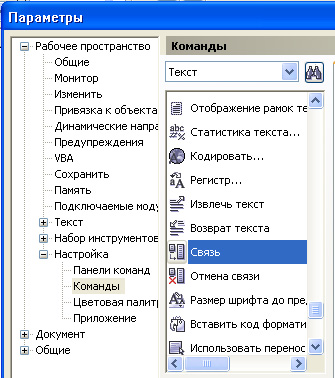 Параметры
Рабочее пространство
Общие
Монитор
Изменить
Привязка к объекта
Динамические напра
Предупреждения
VBA
Сохранить
Память
Подключаемые моду
Текст
Набор инструментов
Настройка
Панели команд
Команды
Цветовая палитр
Приложение
Документ
Общие
Команды
Текст
Отображение рамок те
Статистика текста...
Кодировать...
Регистр...
Извлечь текст
Возврат текста
Связь
Отмена связи
Размер шрифта до пре,
Вставить код формати
Использовать перенос